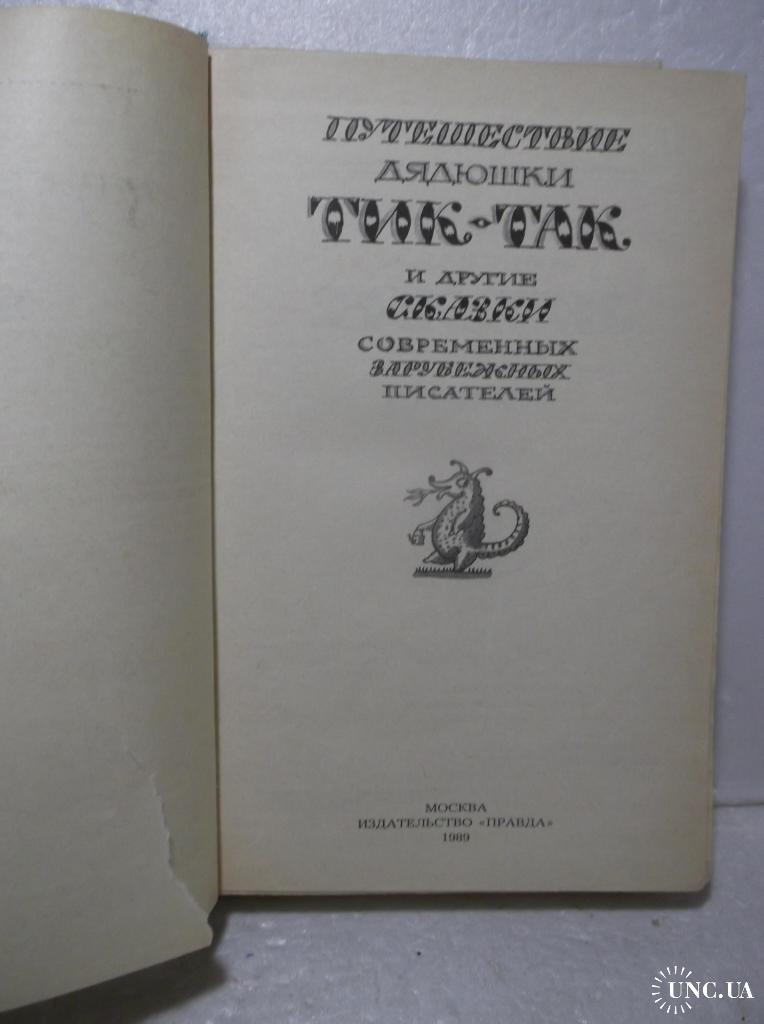 ПУТЕШЕСТВИЕ
ДЯДЮШКИ
ТИК-ТАК
И ДРУГИЕ
СКАЗКИ
СОВРЕМЕННЫХ
ЗАРУБЕЖНЫХ
ПИСАТЕЛЕЙ
МОСКВА
ИЗДАТЕЛЬСТВО «ПРАВДА»
1989
UNC.UA